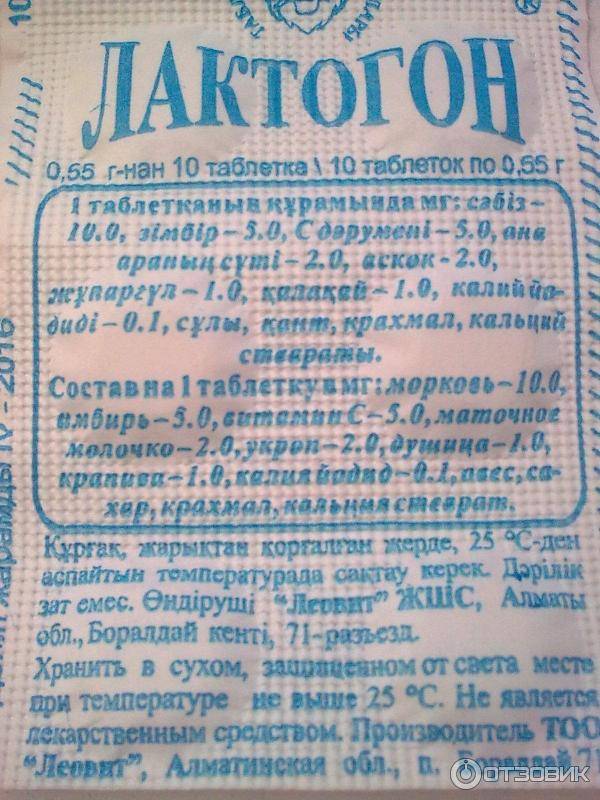 ЛАКТОГОН
0,55 г-нан 10 таблетка \ 10 таблеток по 0,55 г
1 таблетканың құрамында мг: сәбіз-
10.0, зімбір-5.0, С дәрумені-5.0, ана
араның сүті-2.0, аскөк-2.0,
жұпаргүл-1.0, қалақай-1.0, калий йо-
диді-0.1, сұлы, қант, крахмал, кальций
стеараты.
Состав на 1 таблетку в мг: морковь-10.0,
имбирь-5.0, витамин С-5.0, маточное
молочко-2.0, укроп-2.0, душица-1.0,
крапива-1.0, калия йодид-0.1, овес, са-
хар, крахмал, кальция стеарат.
Құрғақ, жарықтан қорғалған жерде, 25 °С-ден
аспайтын температурада сақтау керек. Дәрілік
зат емес. Өндіруші "Леовит" ЖШС, Алматы
обл., Боралдай кенті, 71-разъезд.
Хранить в сухом, защищенном от света месте
при температуре не выше 25 °С. Не является
лекарственным средством. Производитель ТОО
"Леовит", Алматинская обл., п. Боралдай 71
ОТЗОВИК